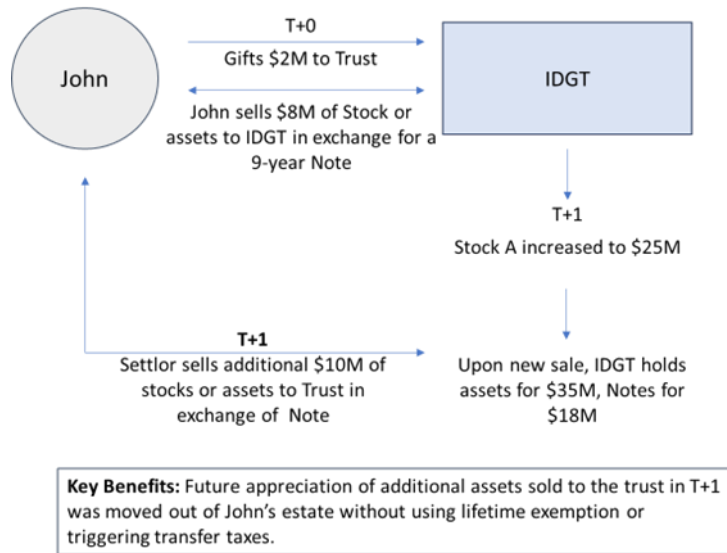 T+0
John
Gifts $2M to Trust
IDGT
John sells $8M of Stock or
assets to IDGT in exchange for a
9-year Note
T+1
Stock A increased to $25M
T+1
Settlor sells additional $10M of
stocks or assets to Trust in
exchange of Note
Upon new sale, IDGT holds
assets for $35M, Notes for
$18M
Key Benefits: Future appreciation of additional assets sold to the trust in T+1
was moved out of John's estate without using lifetime exemption or
triggering transfer taxes.